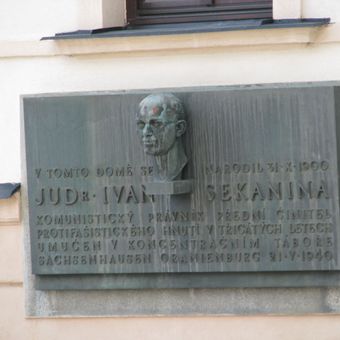 V TOMTO DOMĚ SE NARODIL 31·X·1900
JUDR·IVAN SEKANINA
KOMUNISTICKÝ PRÁVNÍK PŘEDNÍ ČINITEL
PROTIFAŠISTICKÉHO HNUTÍ V TŘICÁTÝCH LETECH
UMUČEN V KONCENTRAČNÍM TÁBOŘE
SACHSENHAUSEN ORANIENBURG 21·V·1940